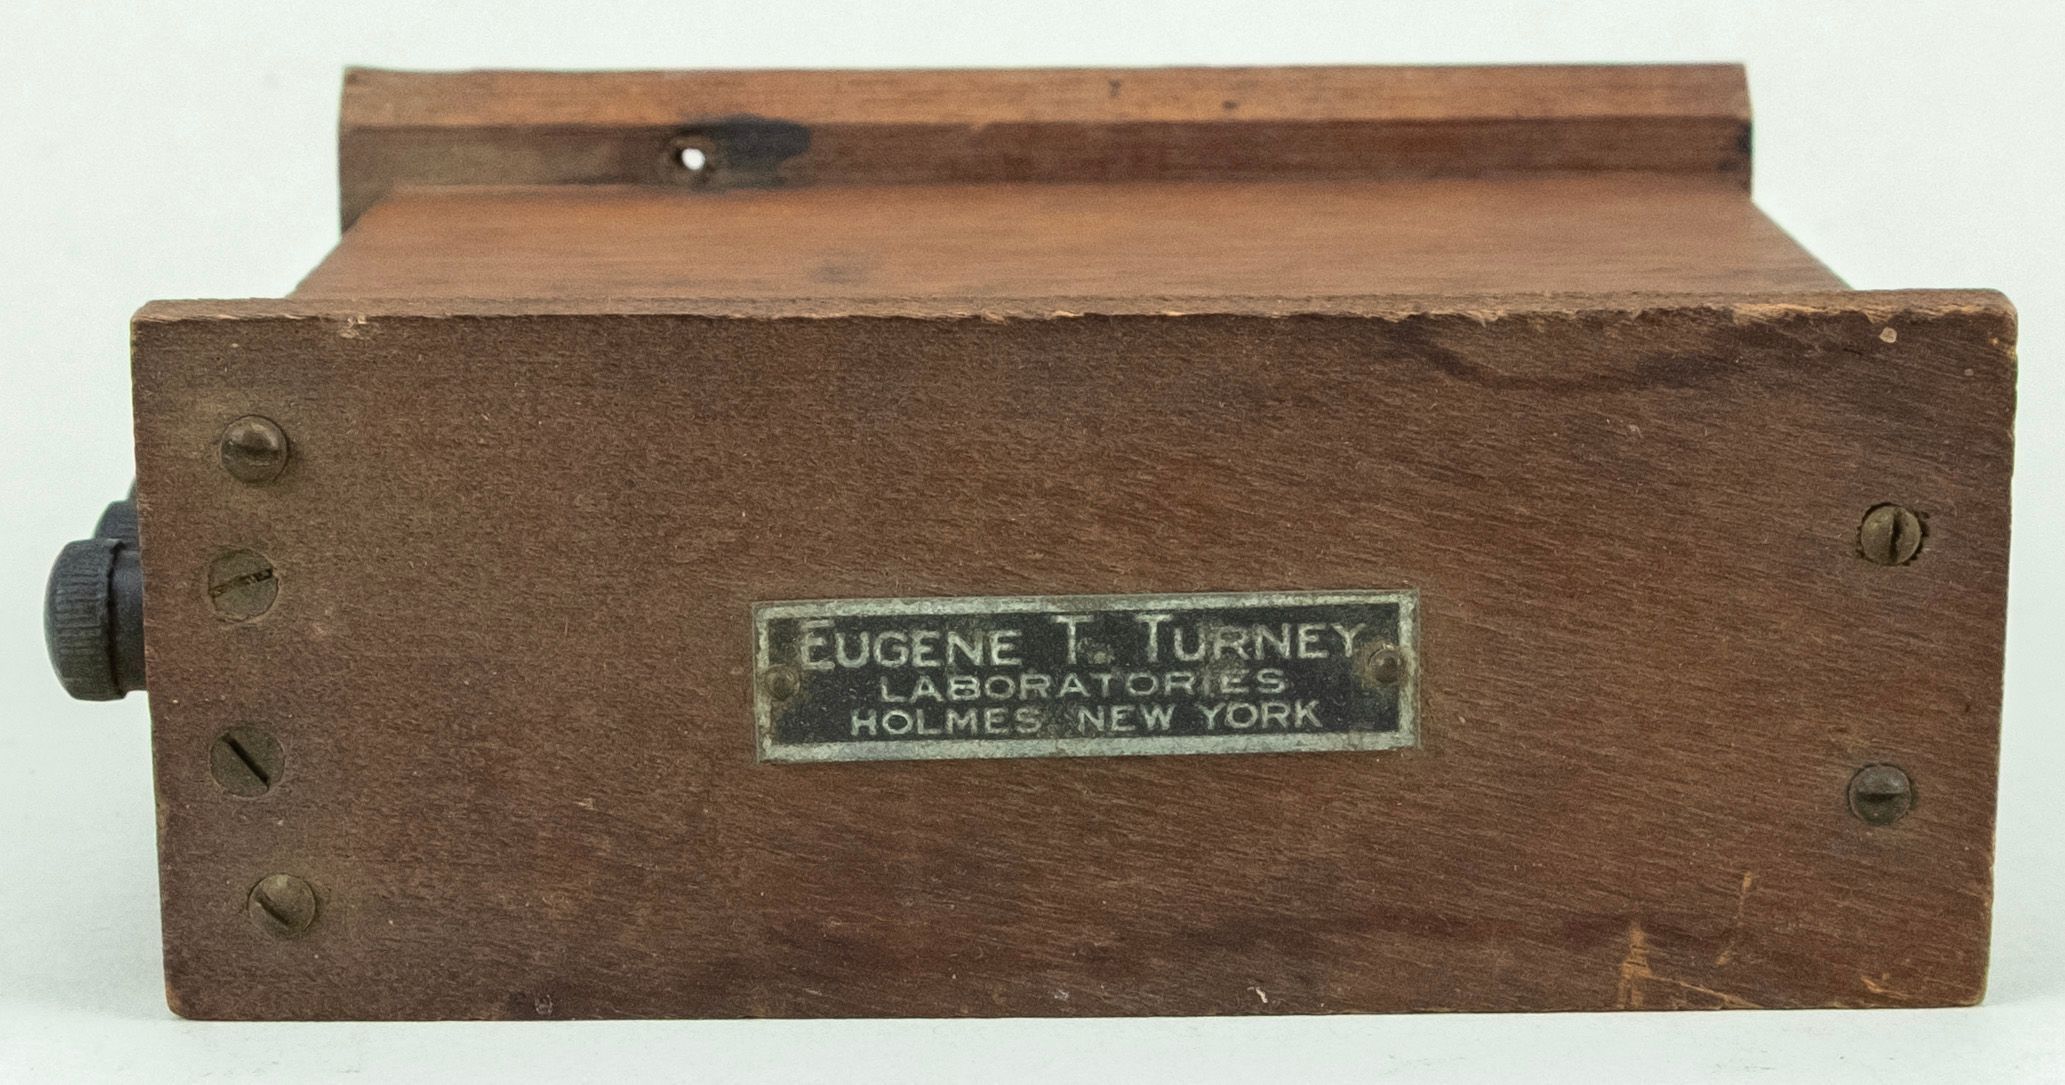 EUGENE T. TURNEY
LABORATORIES
HOLMES NEW YORK